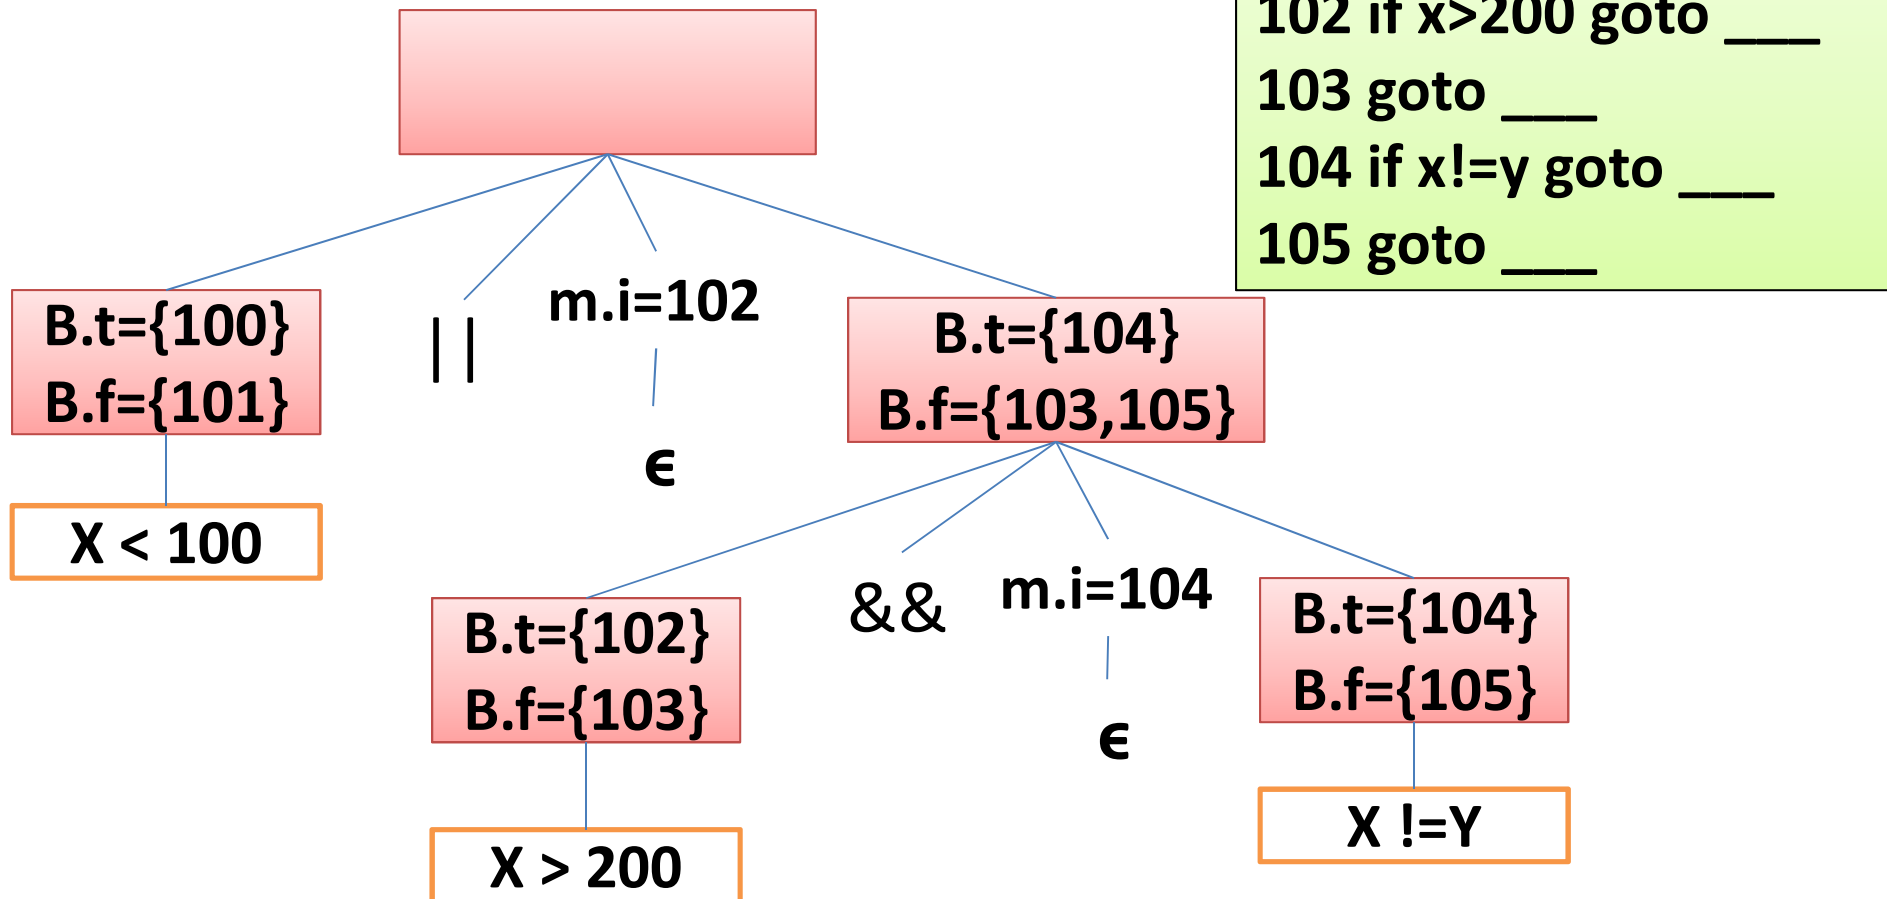 102 if x>200 goto ___
103 goto ___
104 if x!=y goto ___
105 goto ___
B.t={100}
B.f={101}
||
m.i=102
ϵ
B.t={104}
B.f={103,105}
X < 100
B.t={102}
B.f={103}
&&
m.i=104
ϵ
B.t={104}
B.f={105}
X > 200
X !=Y